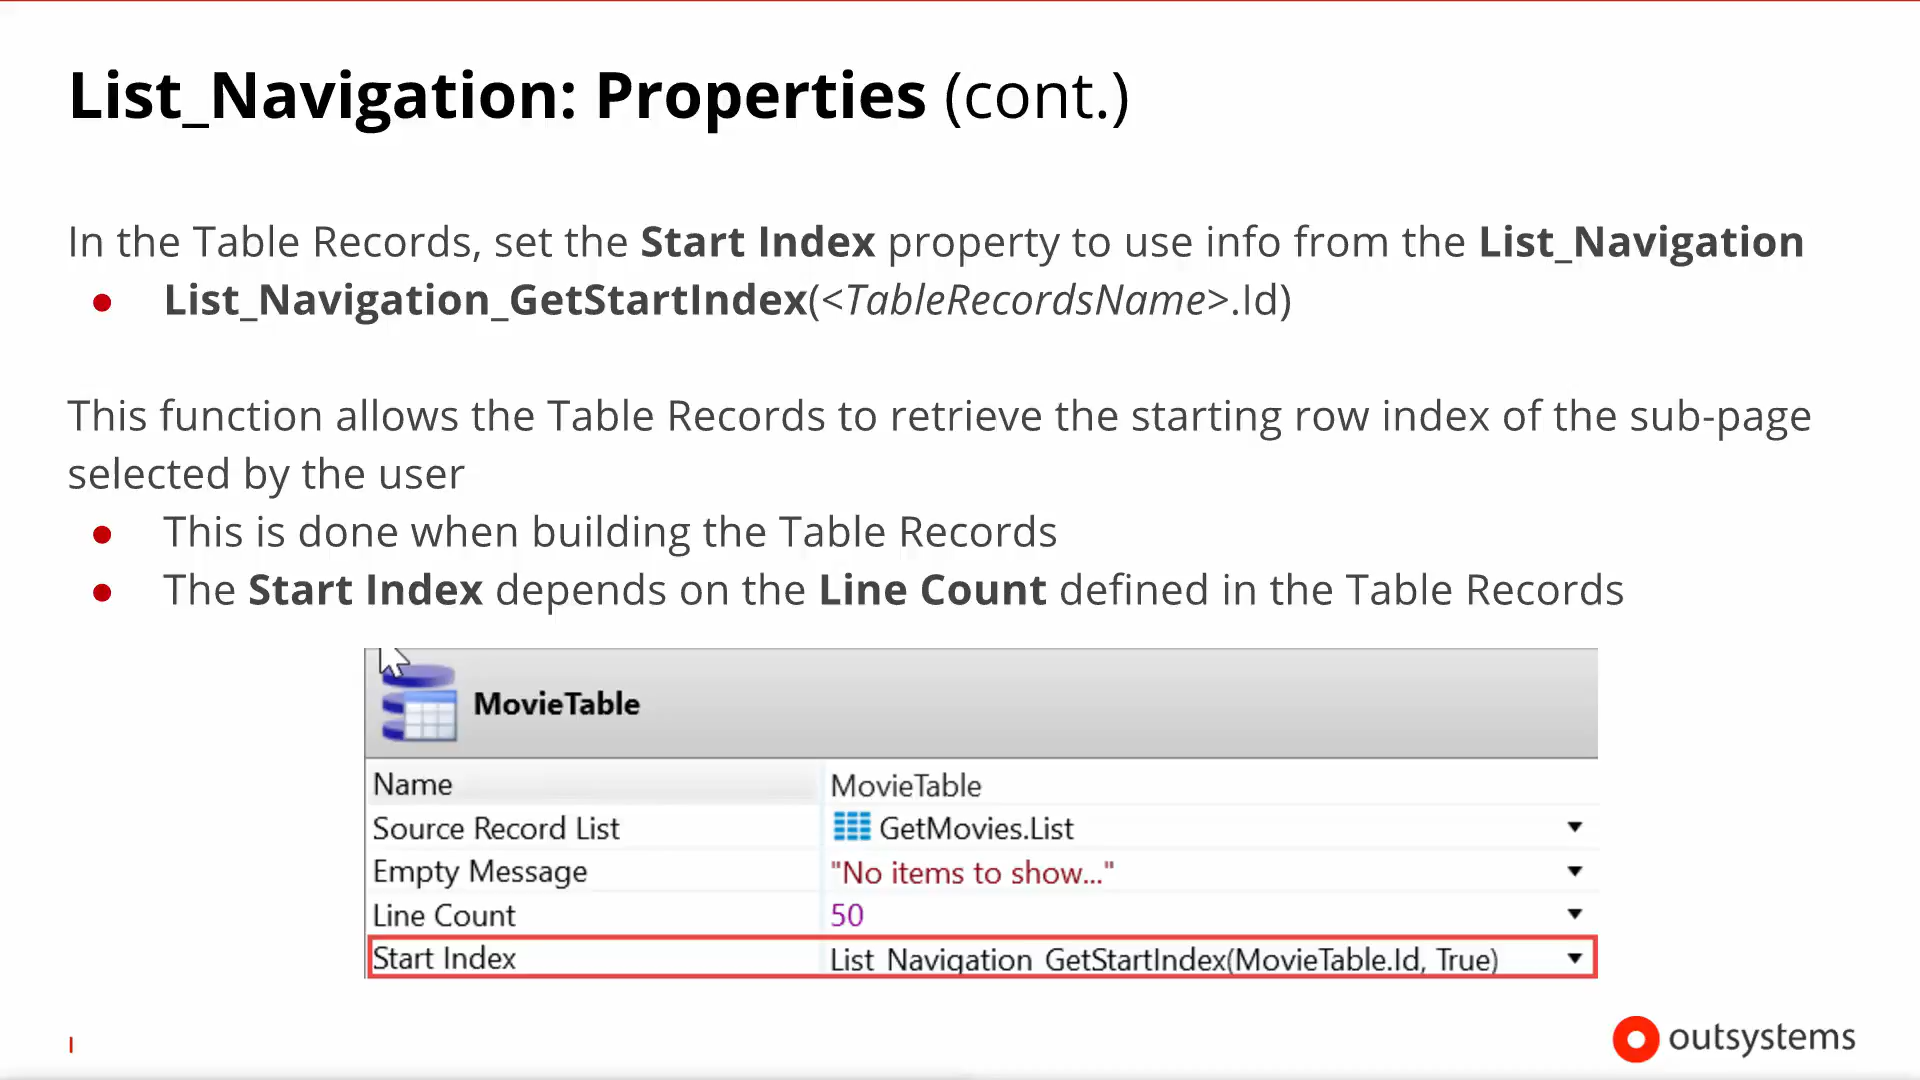 List_Navigation: Properties (cont.)
In the Table Records, set the Start Index property to use info from the List_Navigation
● List_Navigation_GetStartIndex(<TableRecordsName>.Id)
This function allows the Table Records to retrieve the starting row index of the sub-page
selected by the user
● This is done when building the Table Records
● The Start Index depends on the Line Count defined in the Table Records
MovieTable
Name MovieTable
Source Record List GetMovies.List
Empty Message "No items to show..."
Line Count 50
Start Index List_Navigation_GetStartIndex(MovieTable.Id, True)
outsystems